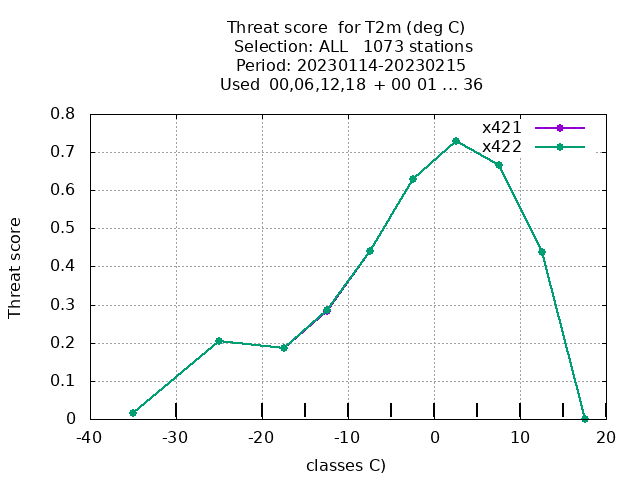 Threat score  for T2m (deg C)
Selection: ALL   1073 stations
Period: 20230114-20230215
Used  00,06,12,18  + 00 01 ... 36
x421
x422
0.8
0.7
0.6
0.5
0.4
0.3
0.2
0.1
0
Threat score
-40 -30 -20 -10 0 10 20
classes C)